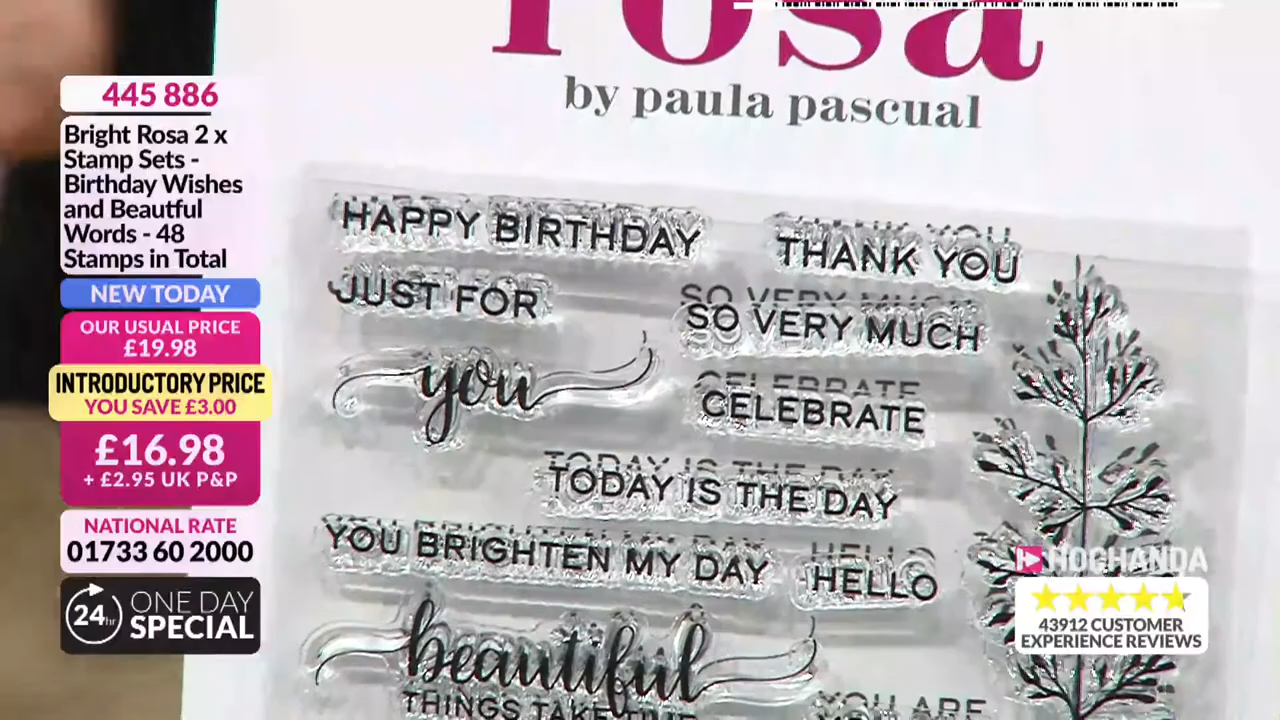 rosa
by paula pascual
445 886
Bright Rosa 2 x
Stamp Sets -
Birthday Wishes
and Beautful
Words - 48
Stamps in Total
NEW TODAY
OUR USUAL PRICE
£19.98
INTRODUCTORY PRICE
YOU SAVE £3.00
£16.98
+ £2.95 UK P&P
NATIONAL RATE
01733 60 2000
24hr
ONE DAY
SPECIAL
HAPPY BIRTHDAY
THANK YOU
JUST FOR
SO VERY MUCH
you
CELEBRATE
TODAY IS THE DAY
YOU BRIGHTEN MY DAY
HELLO
beautiful
THINGS TAKE TIME
YOU ARE
HOCHANDA
43912 CUSTOMER
EXPERIENCE REVIEWS